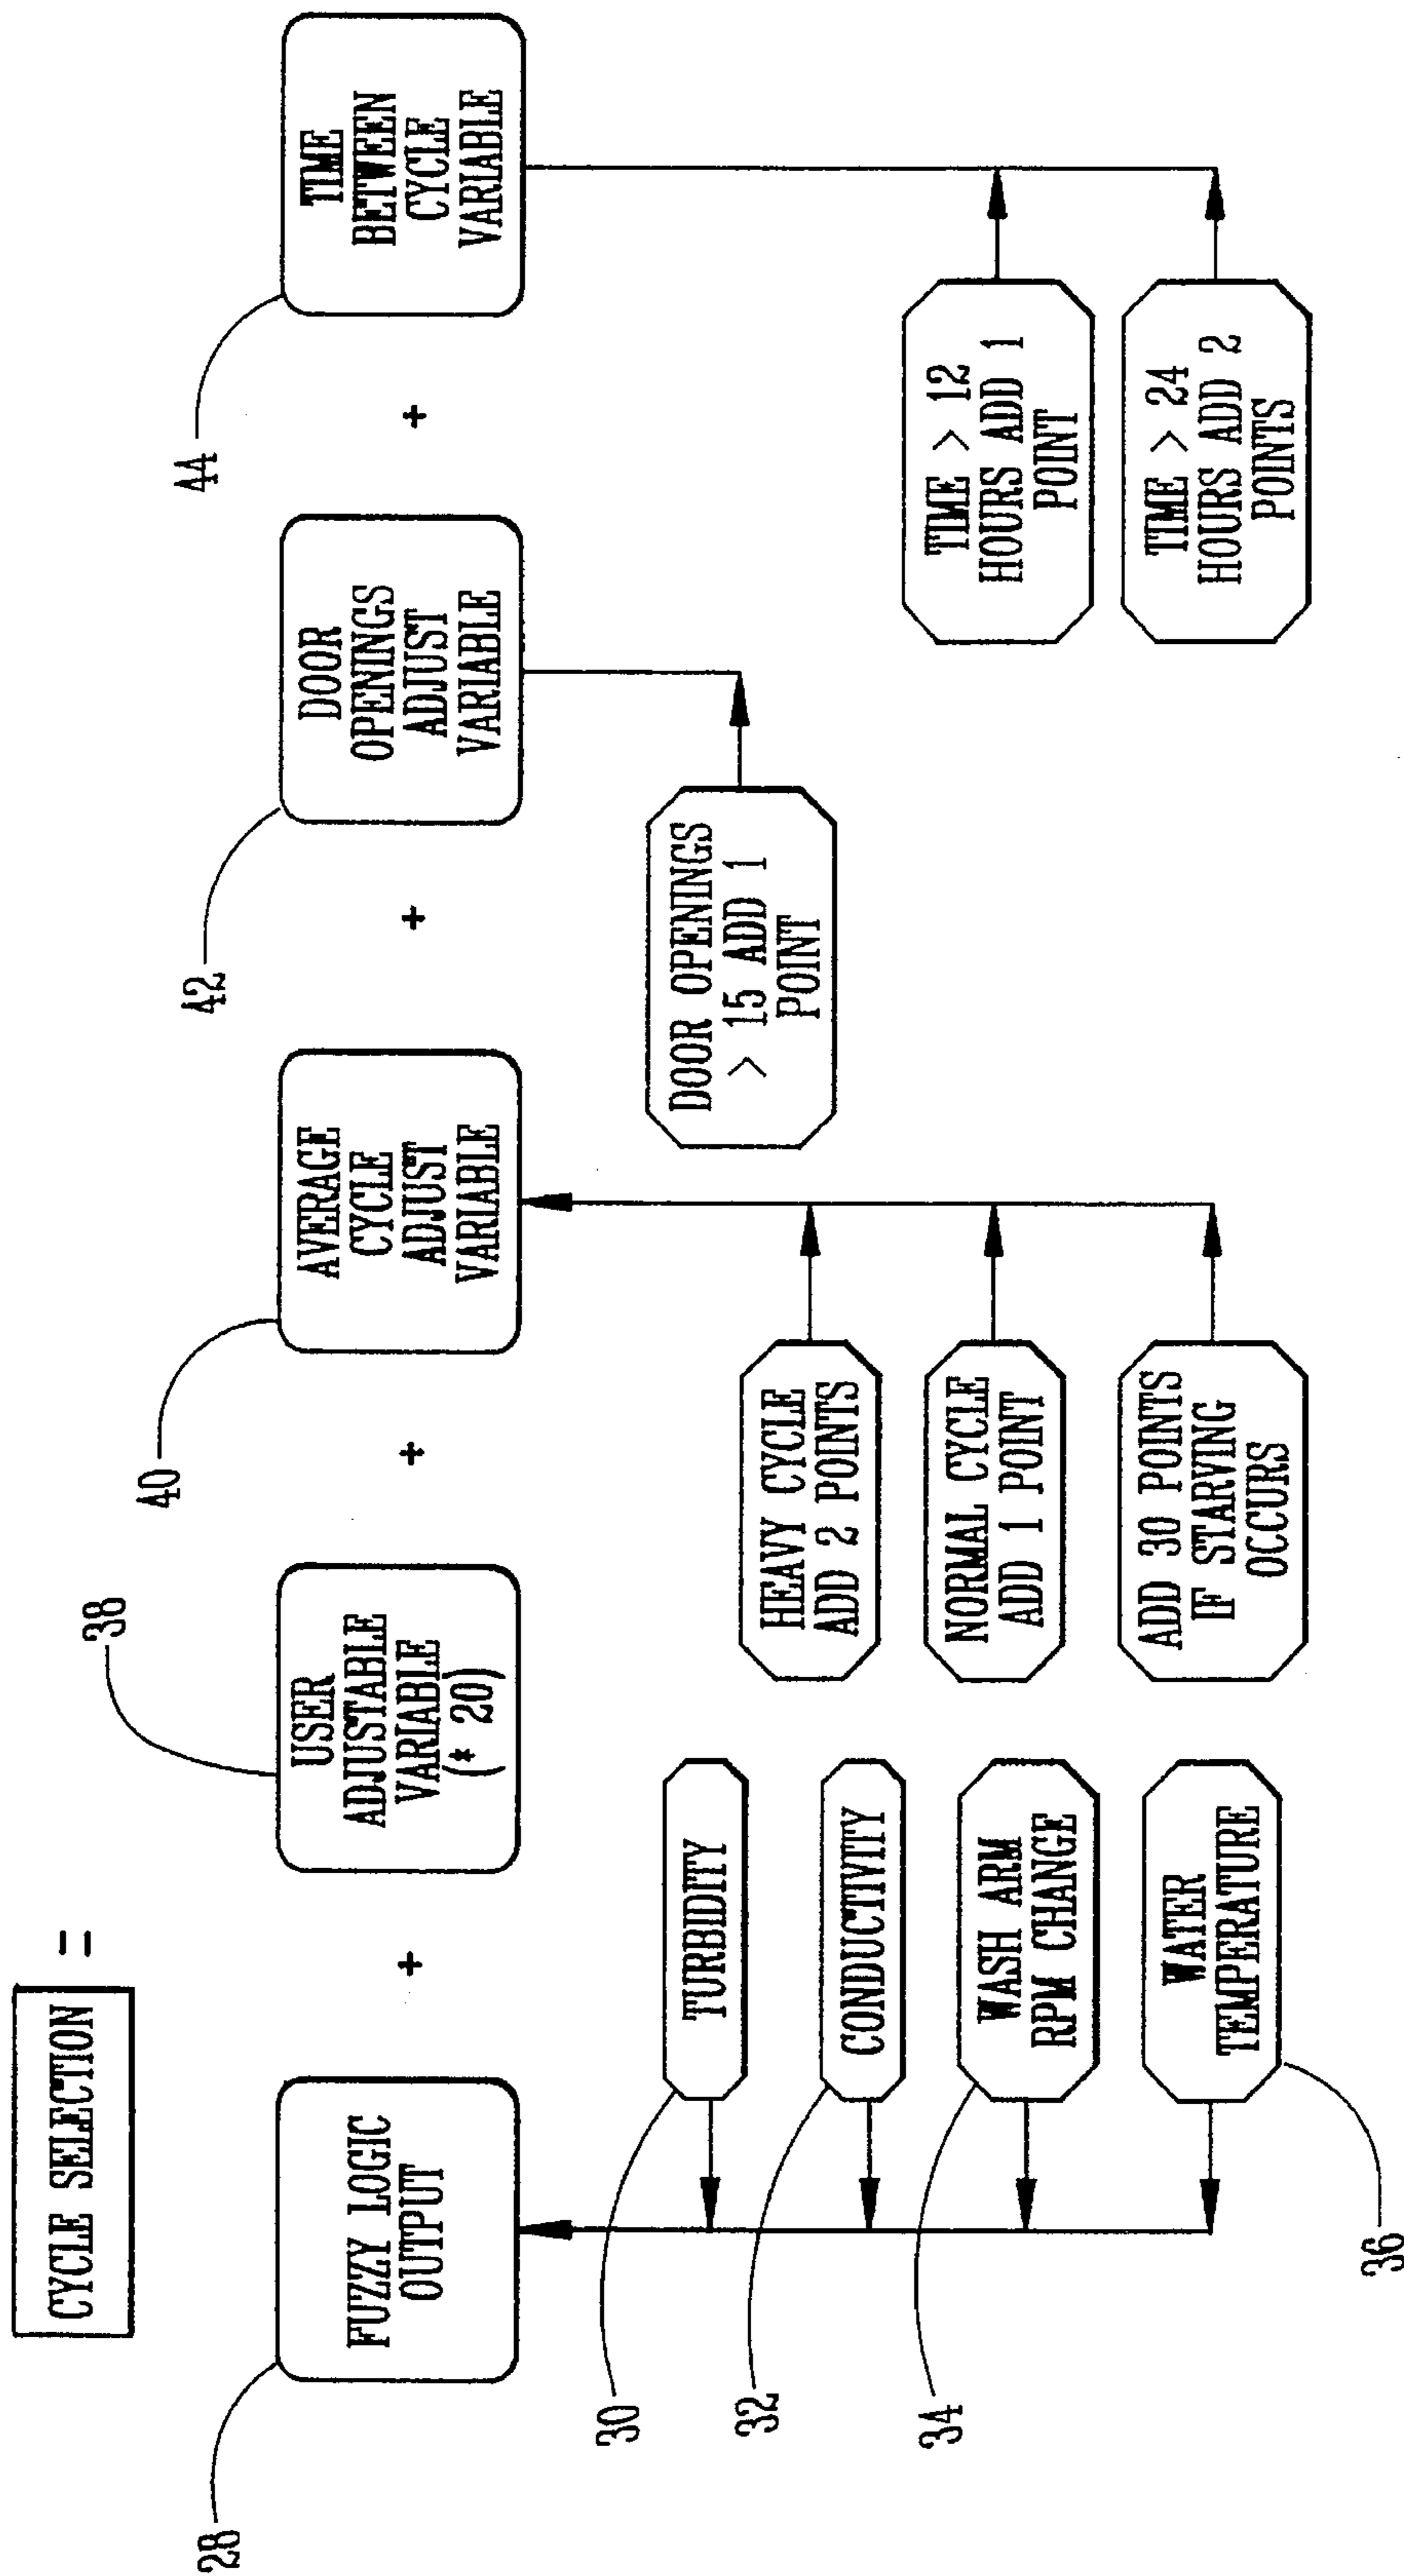 CYCLE SELECTION =
28
FUZZY LOGIC
OUTPUT
+
38
USER
ADJUSTABLE
VARIABLE
(* 20)
+
40
AVERAGE
CYCLE
ADJUST
VARIABLE
+
42
DOOR
OPENINGS
ADJUST
VARIABLE
+
44
TIME
BETWEEN
CYCLE
VARIABLE
30
TURBIDITY
32
CONDUCTIVITY
34
WASH ARM
RPM CHANGE
36
WATER
TEMPERATURE
HEAVY CYCLE
ADD 2 POINTS
NORMAL CYCLE
ADD 1 POINT
ADD 30 POINTS
IF STARVING
OCCURS
DOOR OPENINGS
> 15 ADD 1
POINT
TIME > 12
HOURS ADD 1
POINT
TIME > 24
HOURS ADD 2
POINTS